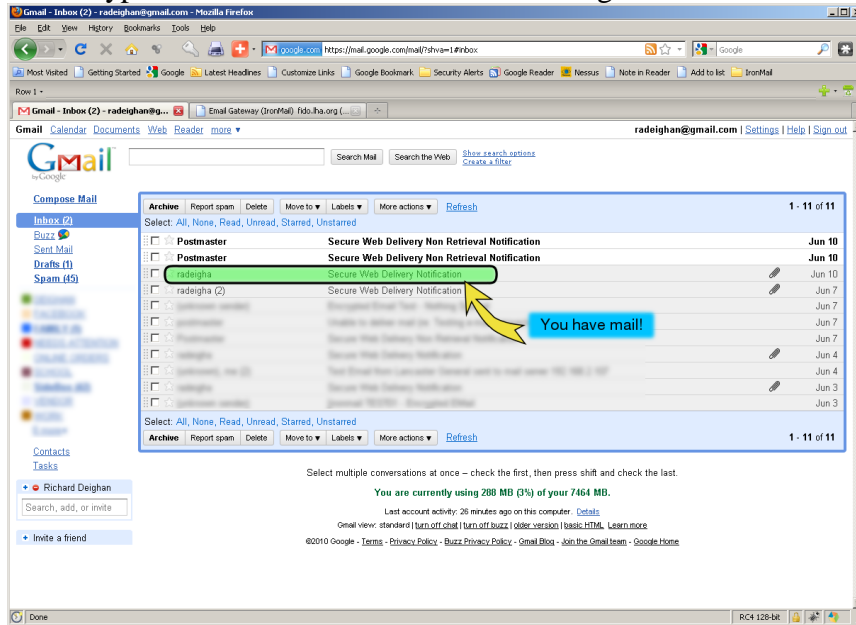 Gmail - Inbox (2) - radeighan@gmail.com - Mozilla Firefox
File Edit View History Bookmarks Tools Help
google.com https://mail.google.com/mail/?shva=1#inbox Google
Most Visited Getting Started Google Latest Headlines Customize Links Google Bookmark Security Alerts Google Reader Nessus Note in Reader Add to list IronMail
Row 1
Gmail - Inbox (2) - radeighan@g... Email Gateway (IronMail) fido.lha.org (...
Gmail Calendar Documents Web Reader more ▼ radeighan@gmail.com | Settings | Help | Sign out
Gmail by Google Search Mail Search the Web Show search options
Create a filter
Compose Mail
Inbox (2)
Buzz
Sent Mail
Drafts (1)
Spam (45)
Contacts
Tasks
+ Richard Deighan
Search, add, or invite
+ Invite a friend
Archive Report spam Delete Move to ▼ Labels ▼ More actions ▼ Refresh 1 - 11 of 11
Select: All, None, Read, Unread, Starred, Unstarred
Postmaster Secure Web Delivery Non Retrieval Notification Jun 10
Postmaster Secure Web Delivery Non Retrieval Notification Jun 10
radeigha Secure Web Delivery Notification Jun 10
radeigha (2) Secure Web Delivery Notification Jun 7
Jun 7
Jun 7
You have mail!
Jun 7
Jun 4
Jun 4
Jun 3
Jun 3
Select: All, None, Read, Unread, Starred, Unstarred
Archive Report spam Delete Move to ▼ Labels ▼ More actions ▼ Refresh 1 - 11 of 11
Select multiple conversations at once – check the first, then press shift and check the last.
You are currently using 288 MB (3%) of your 7464 MB.
Last account activity: 26 minutes ago on this computer. Details
Gmail view: standard | turn off chat | turn off buzz | older version | basic HTML Learn more
©2010 Google - Terms - Privacy Policy - Buzz Privacy Policy - Gmail Blog - Join the Gmail team - Google Home
Done RC4 128-bit